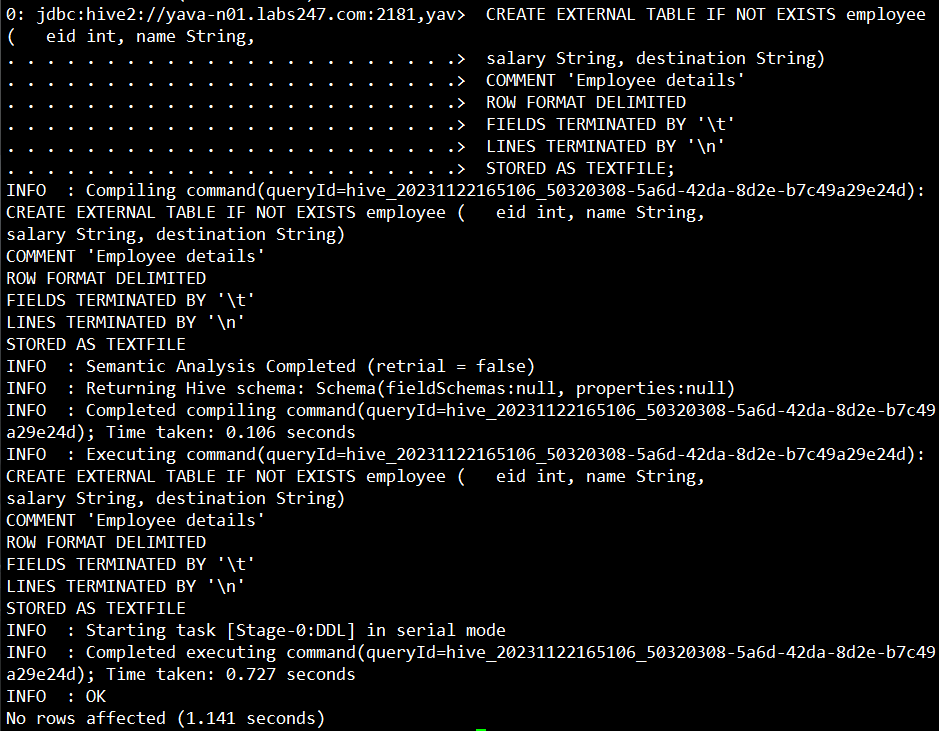 0: jdbc:hive2://yava-n01.labs247.com:2181,yav>  CREATE EXTERNAL TABLE IF NOT EXISTS employee
(   eid int, name String,
. . . . . . . . . . . . . . . . . . . . . . .>  salary String, destination String)
. . . . . . . . . . . . . . . . . . . . . . .>  COMMENT 'Employee details'
. . . . . . . . . . . . . . . . . . . . . . .>  ROW FORMAT DELIMITED
. . . . . . . . . . . . . . . . . . . . . . .>  FIELDS TERMINATED BY '\t'
. . . . . . . . . . . . . . . . . . . . . . .>  LINES TERMINATED BY '\n'
. . . . . . . . . . . . . . . . . . . . . . .>  STORED AS TEXTFILE;
INFO  : Compiling command(queryId=hive_20231122165106_50320308-5a6d-42da-8d2e-b7c49a29e24d):
CREATE EXTERNAL TABLE IF NOT EXISTS employee (   eid int, name String,
salary String, destination String)
COMMENT 'Employee details'
ROW FORMAT DELIMITED
FIELDS TERMINATED BY '\t'
LINES TERMINATED BY '\n'
STORED AS TEXTFILE
INFO  : Semantic Analysis Completed (retrial = false)
INFO  : Returning Hive schema: Schema(fieldSchemas:null, properties:null)
INFO  : Completed compiling command(queryId=hive_20231122165106_50320308-5a6d-42da-8d2e-b7c49
a29e24d); Time taken: 0.106 seconds
INFO  : Executing command(queryId=hive_20231122165106_50320308-5a6d-42da-8d2e-b7c49a29e24d):
CREATE EXTERNAL TABLE IF NOT EXISTS employee (   eid int, name String,
salary String, destination String)
COMMENT 'Employee details'
ROW FORMAT DELIMITED
FIELDS TERMINATED BY '\t'
LINES TERMINATED BY '\n'
STORED AS TEXTFILE
INFO  : Starting task [Stage-0:DDL] in serial mode
INFO  : Completed executing command(queryId=hive_20231122165106_50320308-5a6d-42da-8d2e-b7c49
a29e24d); Time taken: 0.727 seconds
INFO  : OK
No rows affected (1.141 seconds)